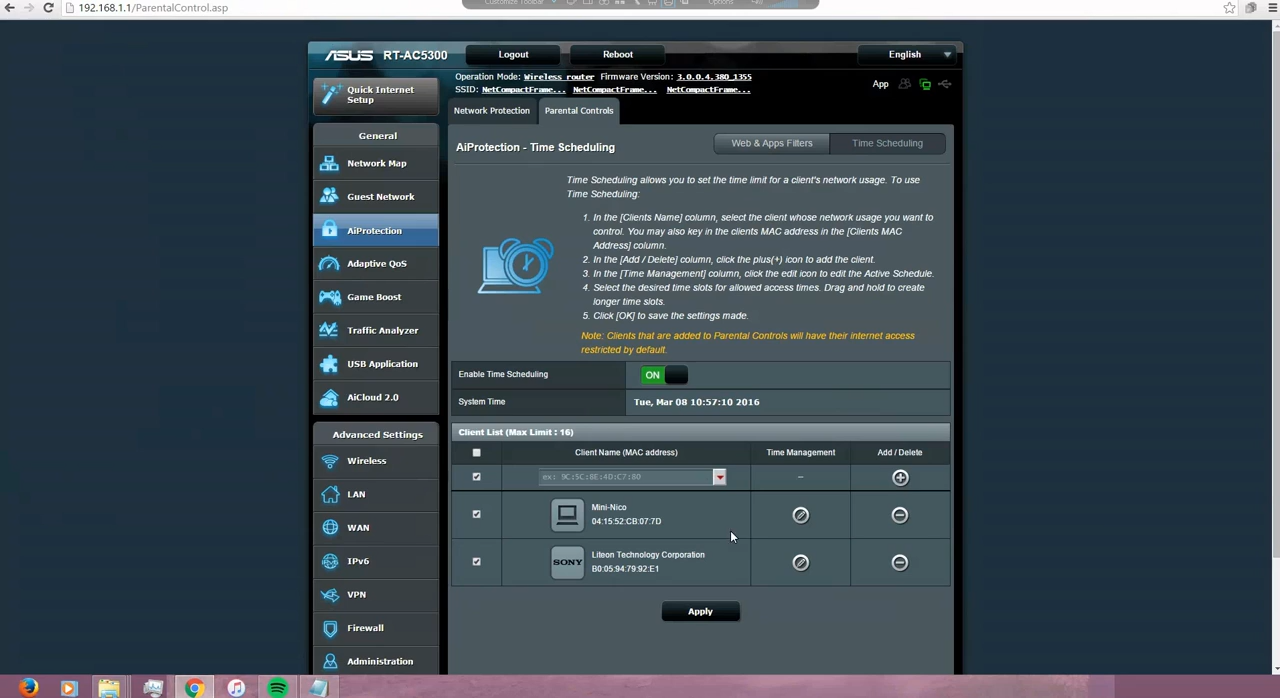 192.168.1.1/ParentalControl.asp
Customize Toolbar
Options
ASUS RT-AC5300
Logout
Reboot
English
Quick Internet
Setup
Operation Mode: Wireless router Firmware Version: 3.0.0.4.380_1355
SSID: NetCompactFrame... NetCompactFrame... NetCompactFrame...
App
Network Protection
Parental Controls
General
Network Map
Guest Network
AiProtection
Adaptive QoS
Game Boost
Traffic Analyzer
USB Application
AiCloud 2.0
Advanced Settings
Wireless
LAN
WAN
IPv6
VPN
Firewall
Administration
AiProtection - Time Scheduling
Web & Apps Filters
Time Scheduling
Time Scheduling allows you to set the time limit for a client's network usage. To use
Time Scheduling:
1. In the [Clients Name] column, select the client whose network usage you want to
control. You may also key in the clients MAC address in the [Clients MAC
Address] column.
2. In the [Add / Delete] column, click the plus(+) icon to add the client.
3. In the [Time Management] column, click the edit icon to edit the Active Schedule.
4. Select the desired time slots for allowed access times. Drag and hold to create
longer time slots.
5. Click [OK] to save the settings made.
Note: Clients that are added to Parental Controls will have their internet access
restricted by default.
Enable Time Scheduling
ON
System Time
Tue, Mar 08 10:57:10 2016
Client List (Max Limit : 16)
Client Name (MAC address)
Time Management
Add / Delete
ex: 9C:5C:8E:4D:C7:80
–
Mini-Nico
04:15:52:CB:07:7D
SONY
Liteon Technology Corporation
B0:05:94:79:92:E1
Apply